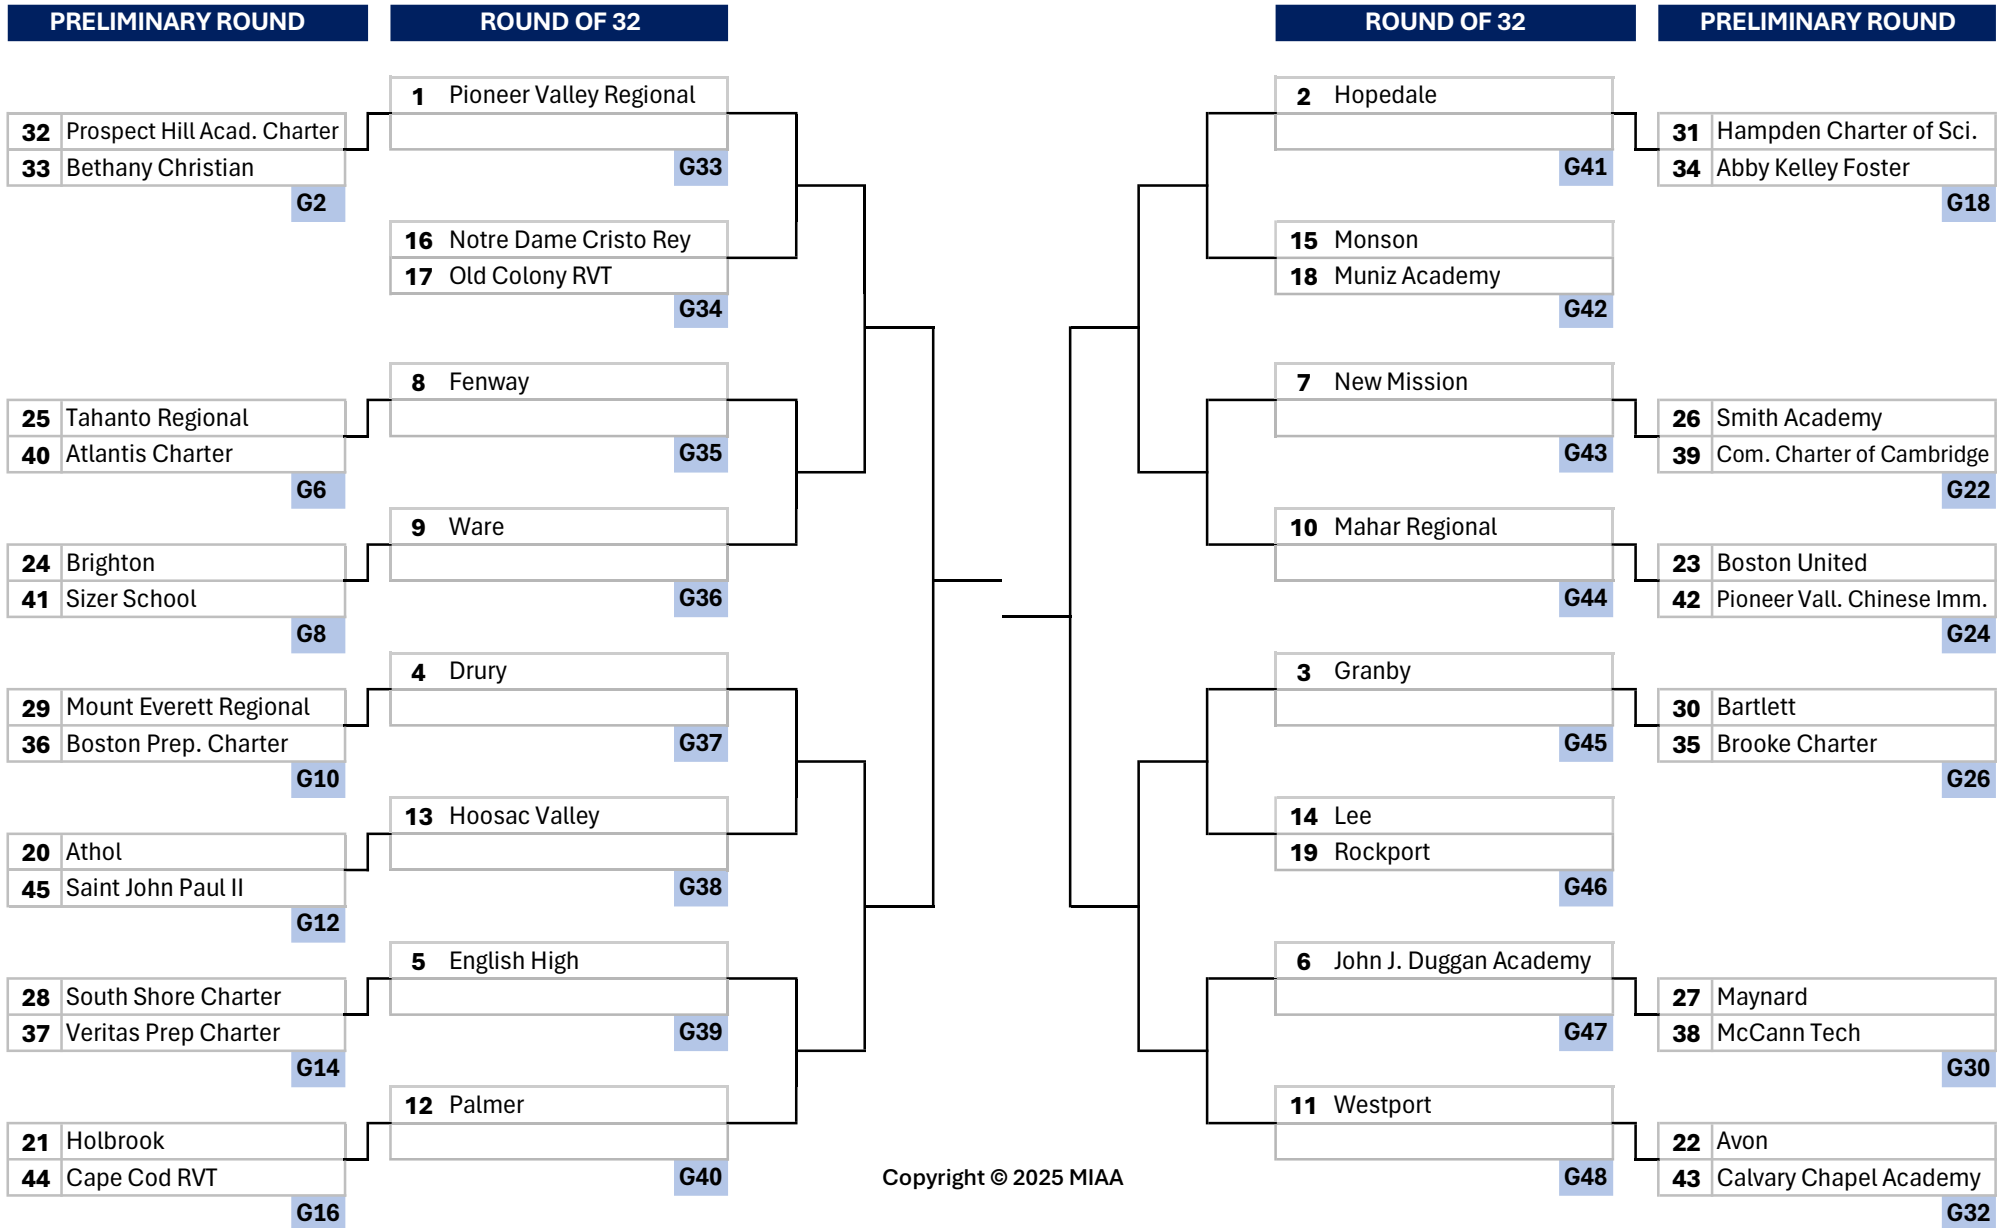 PRELIMINARY ROUND
ROUND OF 32
ROUND OF 32
PRELIMINARY ROUND
1 Pioneer Valley Regional
32 Prospect Hill Acad. Charter
33 Bethany Christian
G33
G2
16 Notre Dame Cristo Rey
17 Old Colony RVT
G34
8 Fenway
25 Tahanto Regional
40 Atlantis Charter
G35
G6
9 Ware
24 Brighton
41 Sizer School
G36
G8
4 Drury
29 Mount Everett Regional
36 Boston Prep. Charter
G37
G10
13 Hoosac Valley
20 Athol
45 Saint John Paul II
G38
G12
5 English High
28 South Shore Charter
37 Veritas Prep Charter
G39
G14
12 Palmer
21 Holbrook
44 Cape Cod RVT
G40
G16
2 Hopedale
31 Hampden Charter of Sci.
34 Abby Kelley Foster
G41
G18
15 Monson
18 Muniz Academy
G42
7 New Mission
26 Smith Academy
39 Com. Charter of Cambridge
G43
G22
10 Mahar Regional
23 Boston United
42 Pioneer Vall. Chinese Imm.
G44
G24
3 Granby
30 Bartlett
35 Brooke Charter
G45
G26
14 Lee
19 Rockport
G46
6 John J. Duggan Academy
27 Maynard
38 McCann Tech
G47
G30
11 Westport
22 Avon
43 Calvary Chapel Academy
G48
G32
Copyright © 2025 MIAA